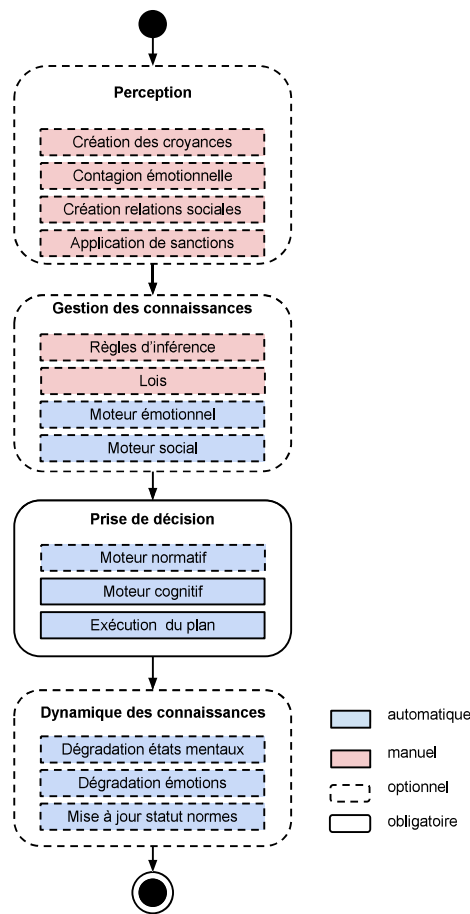 Perception
Création des croyances
Contagion émotionnelle
Création relations sociales
Application de sanctions
Gestion des connaissances
Règles d'inférence
Lois
Moteur émotionnel
Moteur social
Prise de décision
Moteur normatif
Moteur cognitif
Exécution du plan
Dynamique des connaissances
Dégradation états mentaux
Dégradation émotions
Mise à jour statut normes
automatique
manuel
optionnel
obligatoire